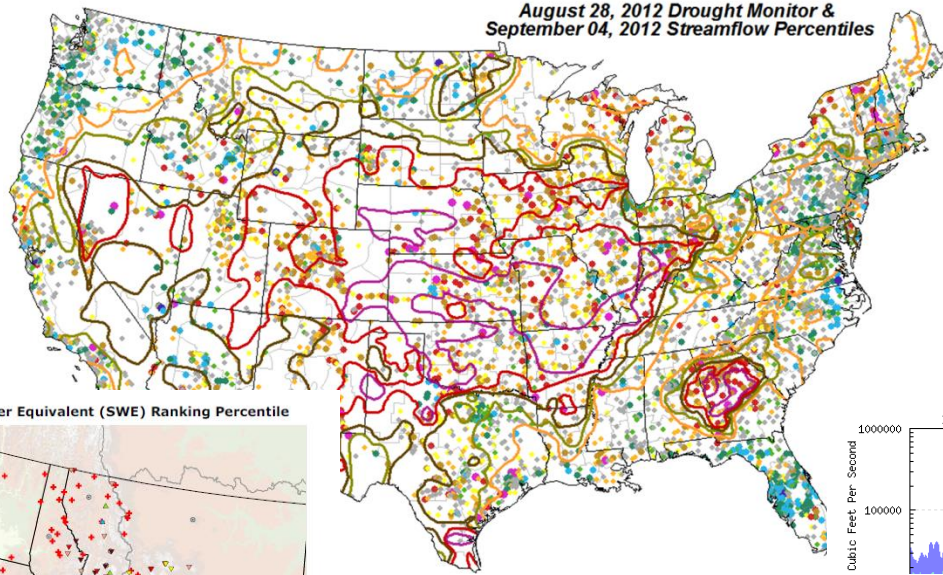 August 28, 2012 Drought Monitor &
September 04, 2012 Streamflow Percentiles
er Equivalent (SWE) Ranking Percentile
1000000
100000
Cubic Feet Per Second